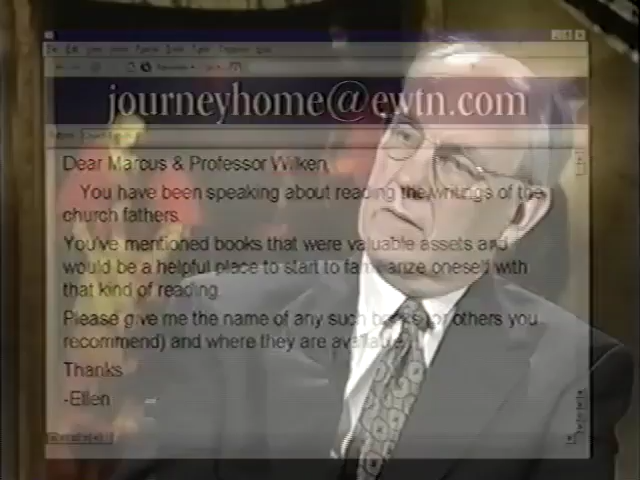 journeyhome@ewtn.com
Dear Marcus & Professor Wilken,
You have been speaking about reading the writings of the
church fathers.
You've mentioned books that were valuable assets and
would be a helpful place to start to familiarize oneself with
that kind of reading.
Please give me the name of any such books (or others you
recommend) and where they are available.
Thanks
-Ellen